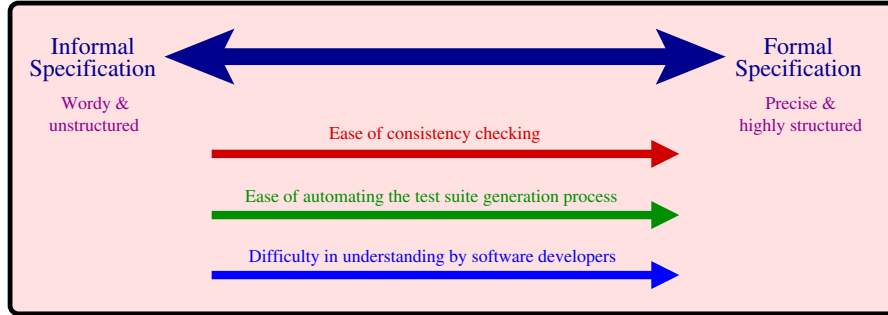 Informal
Specification
Wordy &
unstructured
Formal
Specification
Precise &
highly structured
Ease of consistency checking
Ease of automating the test suite generation process
Difficulty in understanding by software developers